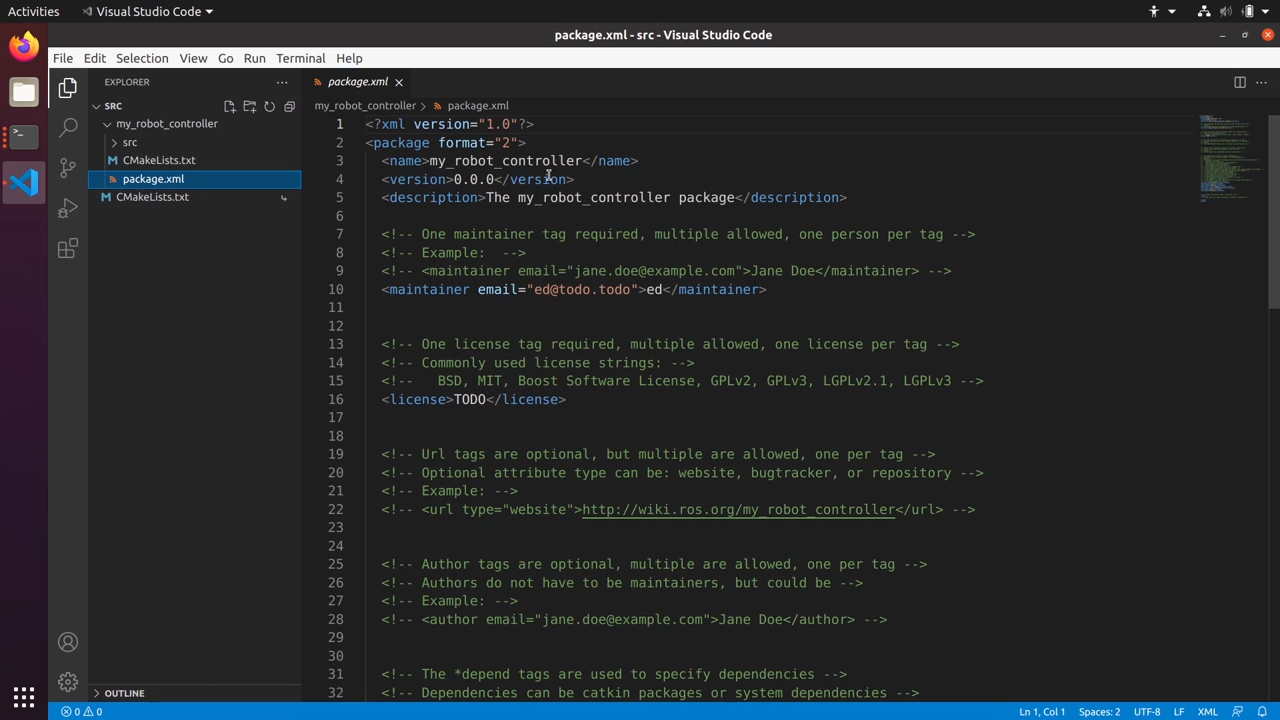 Activities
Visual Studio Code
package.xml - src - Visual Studio Code
File Edit Selection View Go Run Terminal Help
EXPLORER
SRC
my_robot_controller
src
CMakeLists.txt
package.xml
CMakeLists.txt
OUTLINE
package.xml
my_robot_controller > package.xml
1 <?xml version="1.0"?>
2 <package format="2">
3 <name>my_robot_controller</name>
4 <version>0.0.0</version>
5 <description>The my_robot_controller package</description>
6
7 <!-- One maintainer tag required, multiple allowed, one person per tag -->
8 <!-- Example:  -->
9 <!-- <maintainer email="jane.doe@example.com">Jane Doe</maintainer> -->
10 <maintainer email="ed@todo.todo">ed</maintainer>
11
12
13 <!-- One license tag required, multiple allowed, one license per tag -->
14 <!-- Commonly used license strings: -->
15 <!--   BSD, MIT, Boost Software License, GPLv2, GPLv3, LGPLv2.1, LGPLv3 -->
16 <license>TODO</license>
17
18
19 <!-- Url tags are optional, but multiple are allowed, one per tag -->
20 <!-- Optional attribute type can be: website, bugtracker, or repository -->
21 <!-- Example: -->
22 <!-- <url type="website">http://wiki.ros.org/my_robot_controller</url> -->
23
24
25 <!-- Author tags are optional, multiple are allowed, one per tag -->
26 <!-- Authors do not have to be maintainers, but could be -->
27 <!-- Example: -->
28 <!-- <author email="jane.doe@example.com">Jane Doe</author> -->
29
30
31 <!-- The *depend tags are used to specify dependencies -->
32 <!-- Dependencies can be catkin packages or system dependencies -->
0 0
Ln 1, Col 1 Spaces: 2 UTF-8 LF XML